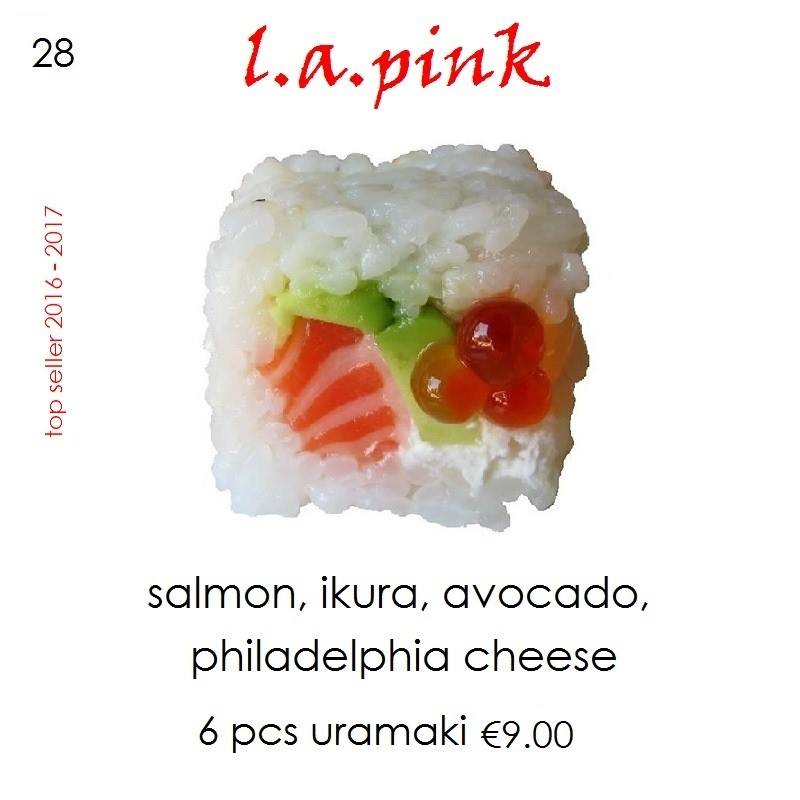 28
l.a.pink
top seller 2016 - 2017
salmon, ikura, avocado,
philadelphia cheese
6 pcs uramaki €9.00